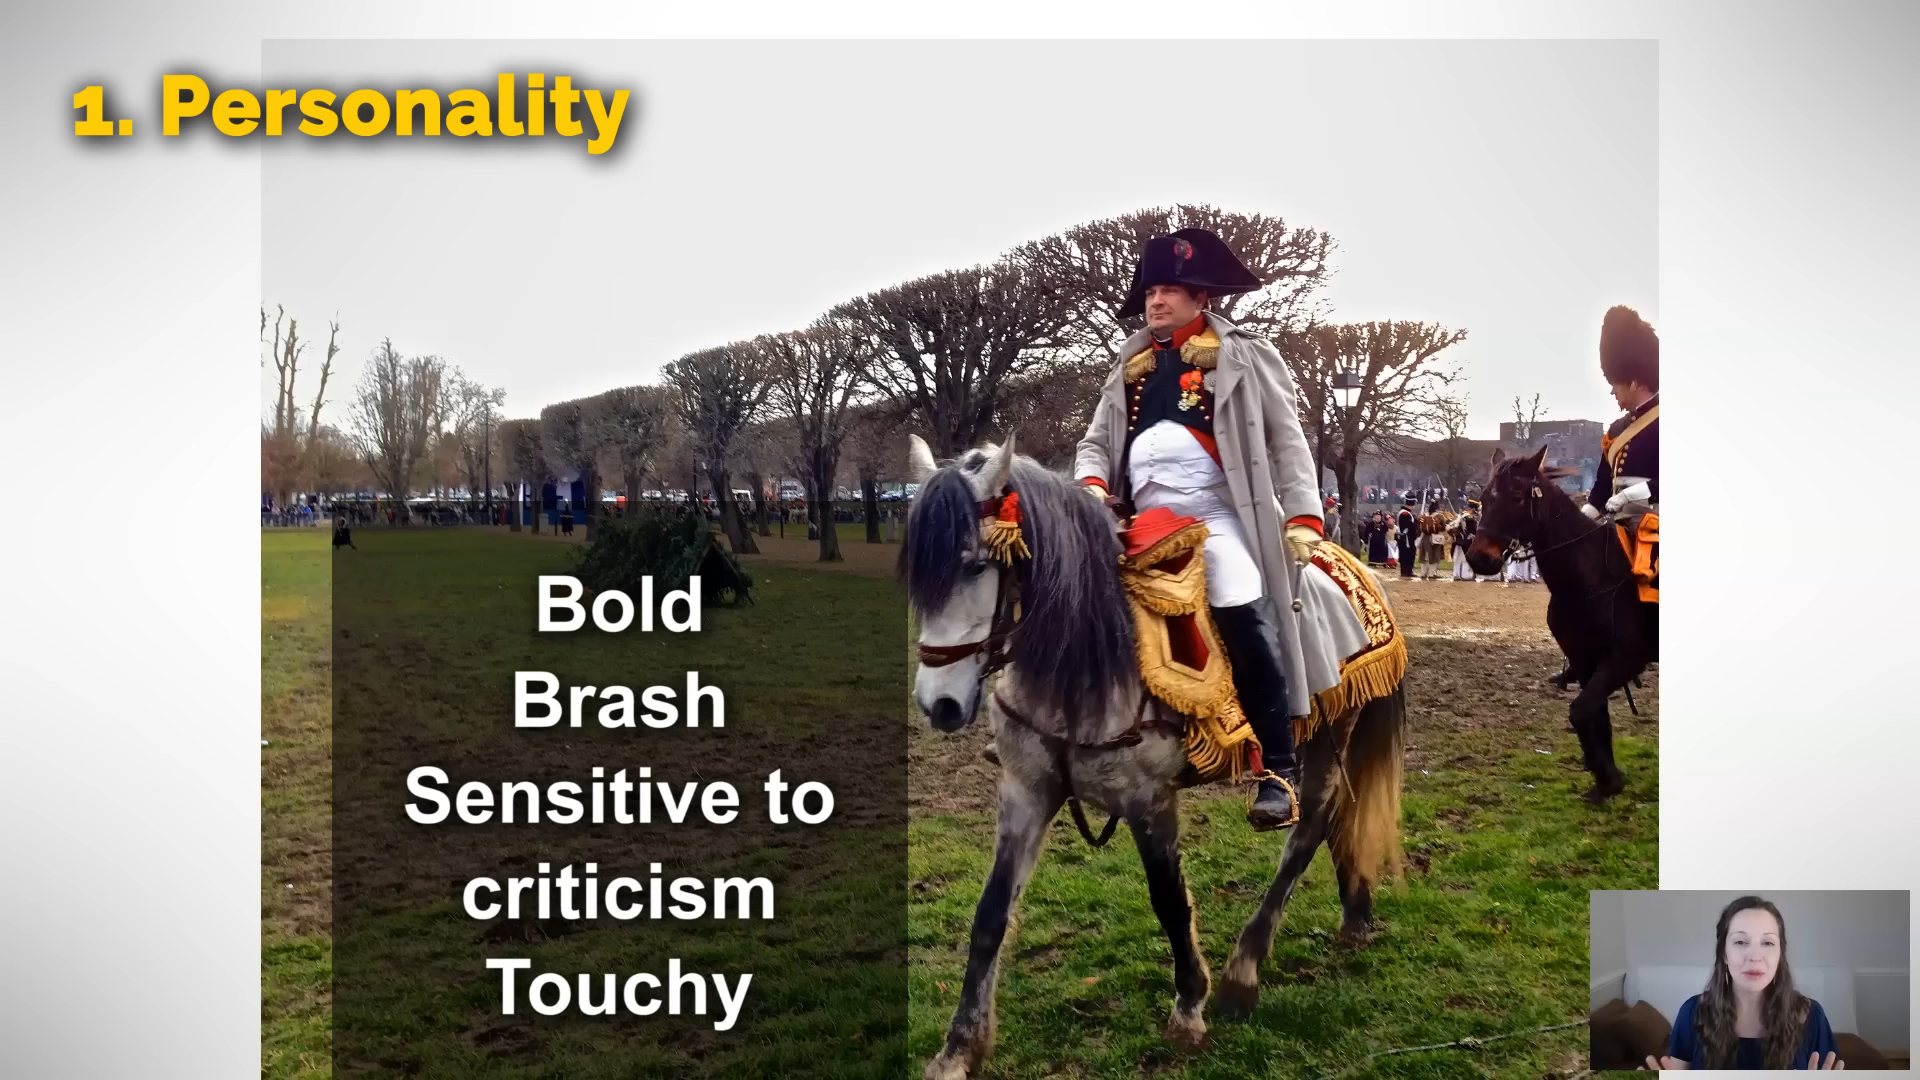 1. Personality
Bold
Brash
Sensitive to
criticism
Touchy